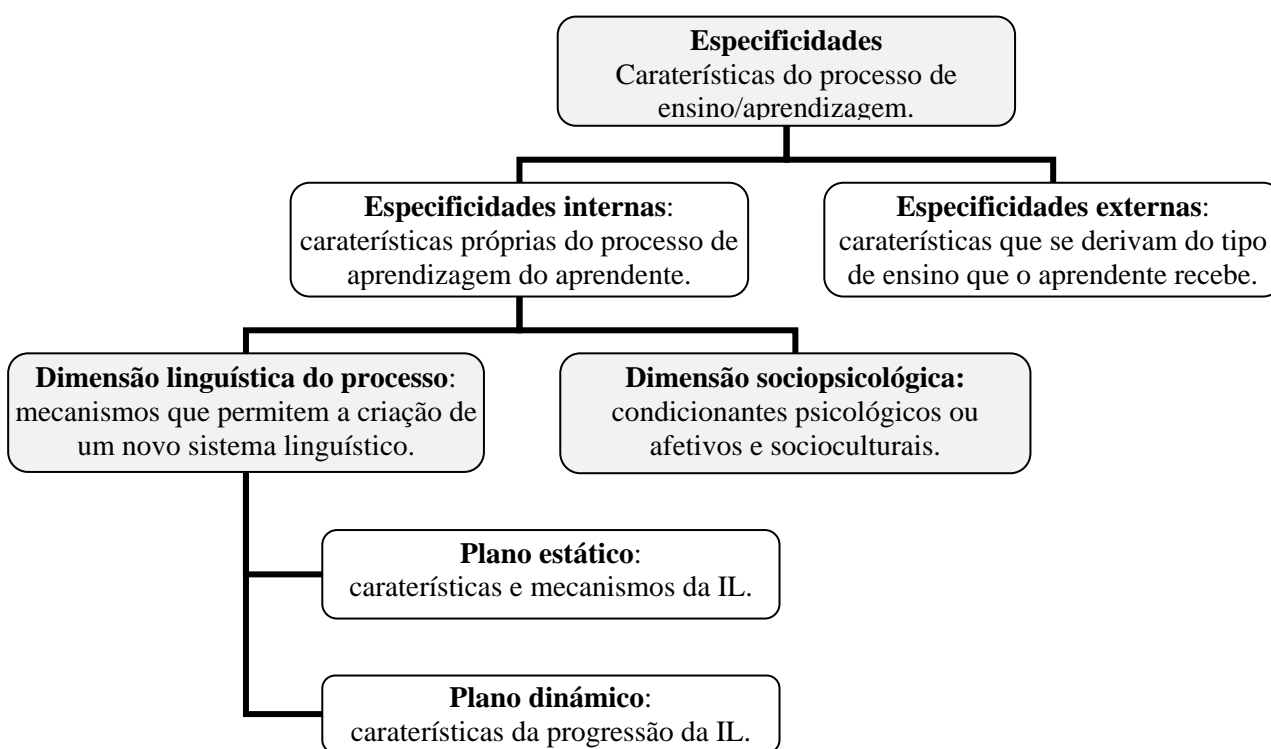 Especificidades
Caraterísticas do processo de
ensino/aprendizagem.
Especificidades internas:
caraterísticas próprias do processo de
aprendizagem do aprendente.
Especificidades externas:
caraterísticas que se derivam do tipo
de ensino que o aprendente recebe.
Dimensão linguística do processo:
mecanismos que permitem a criação de
um novo sistema linguístico.
Dimensão sociopsicológica:
condicionantes psicológicos ou
afetivos e socioculturais.
Plano estático:
caraterísticas e mecanismos da IL.
Plano dinámico:
caraterísticas da progressão da IL.